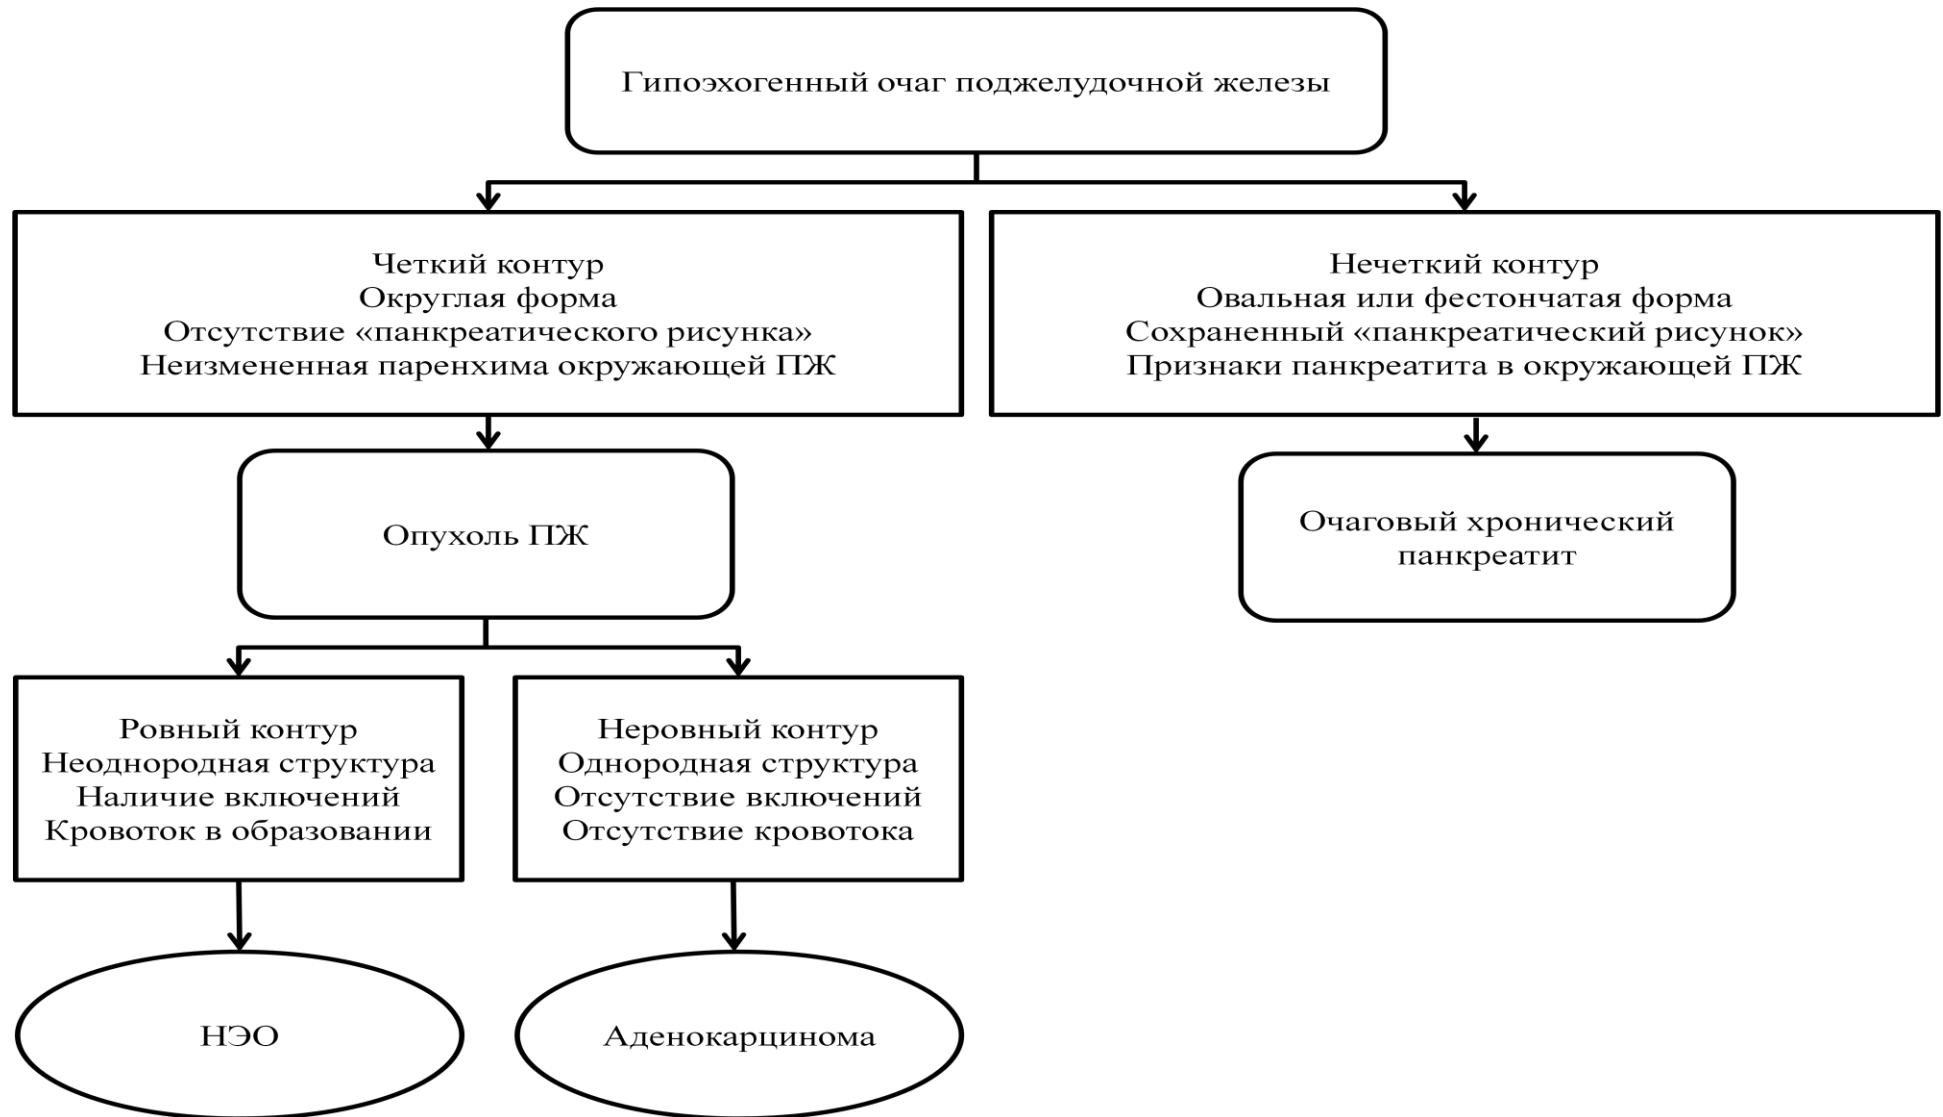 Гипоэхогенный очаг поджелудочной железы
Четкий контур
Округлая форма
Отсутствие «панкреатического рисунка»
Неизмененная паренхима окружающей ПЖ
Нечеткий контур
Овальная или фестончатая форма
Сохраненный «панкреатический рисунок»
Признаки панкреатита в окружающей ПЖ
Опухоль ПЖ
Очаговый хронический
панкреатит
Ровный контур
Неоднородная структура
Наличие включений
Кровоток в образовании
Неровный контур
Однородная структура
Отсутствие включений
Отсутствие кровотока
НЭО
Аденокарцинома